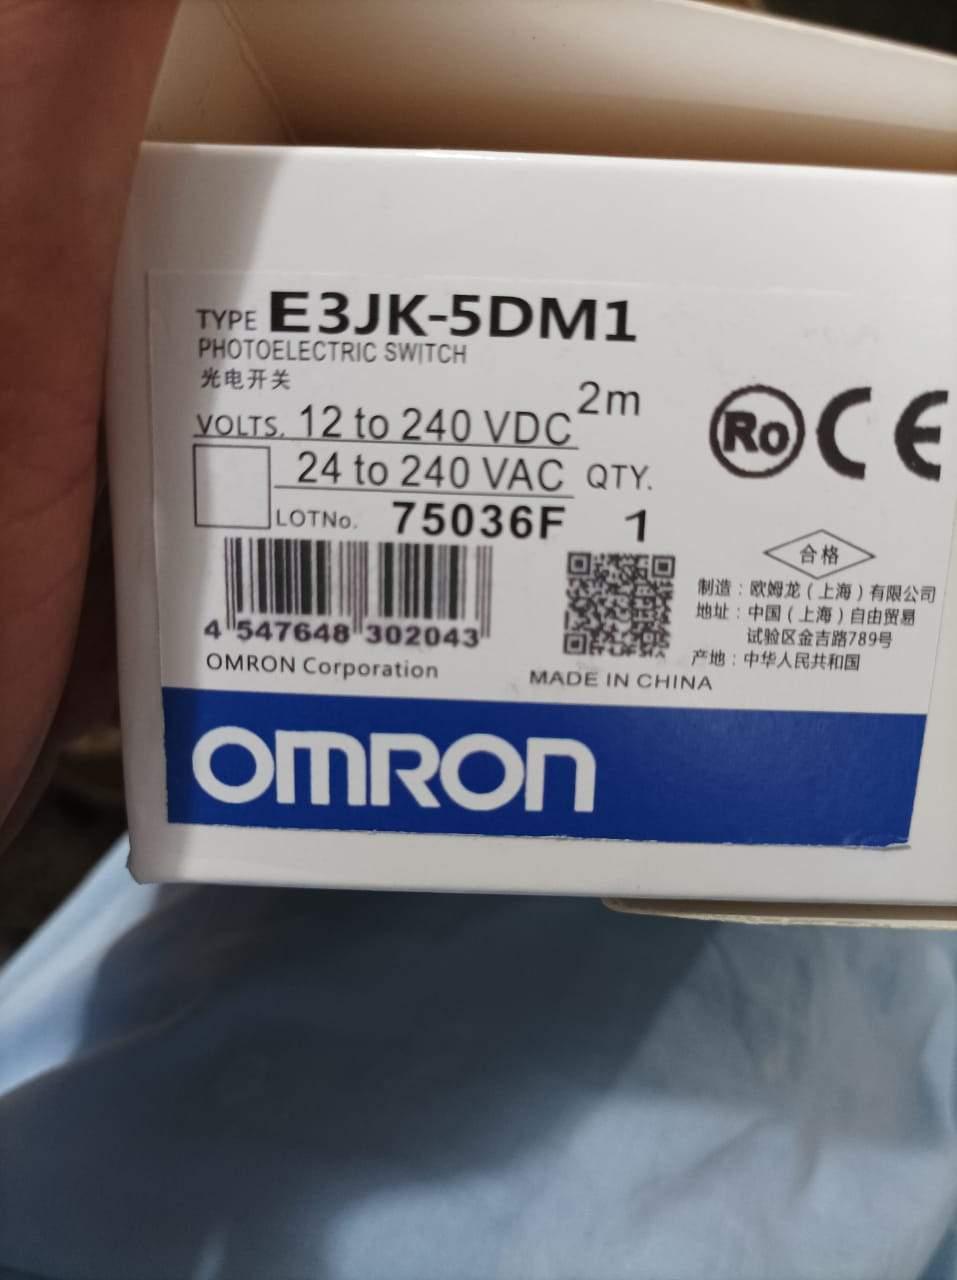 TYPE E3JK-5DM1
PHOTOELECTRIC SWITCH
光电开关
VOLTS. 12 to 240 VDC 2m
24 to 240 VAC QTY.
LOTNo. 75036F 1
Ro CE
合格
4 547648 302043
OMRON Corporation
MADE IN CHINA
制造：欧姆龙（上海）有限公司
地址：中国（上海）自由贸易
试验区金吉路789号
产地：中华人民共和国
OMRON